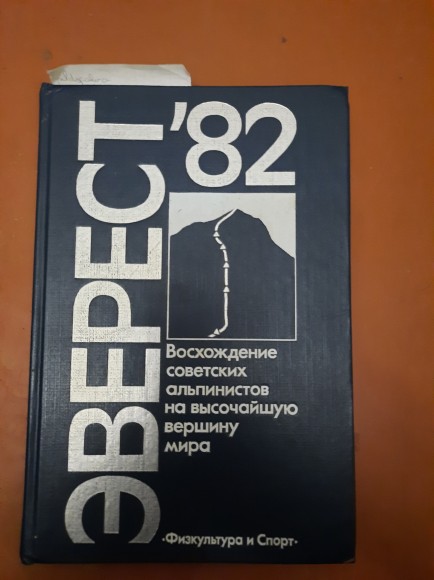 ЭВЕРЕСТ
'82
Восхождение
советских
альпинистов
на высочайшую
вершину
мира
·Физкультура и Спорт·